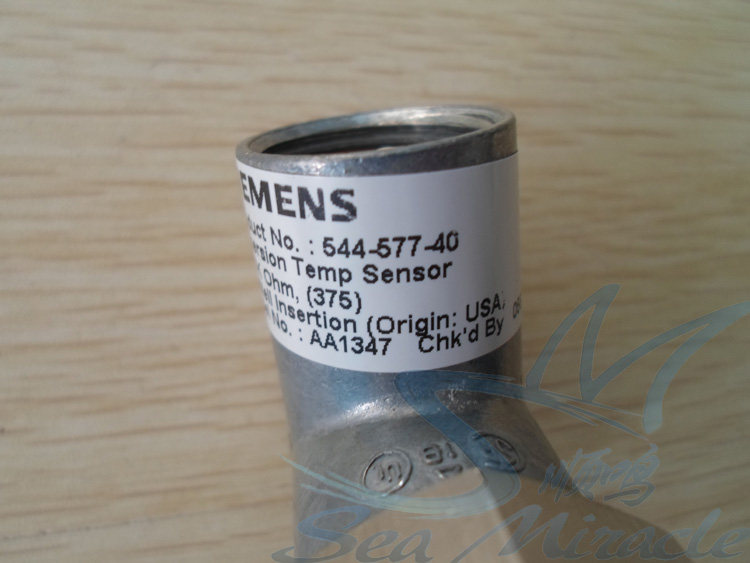 EMENS
uct No. : 544-577-40
ersion Temp Sensor
Ohm, (375)
ll Insertion (Origin: USA
No. : AA1347 Chk'd By
Sea Miracle